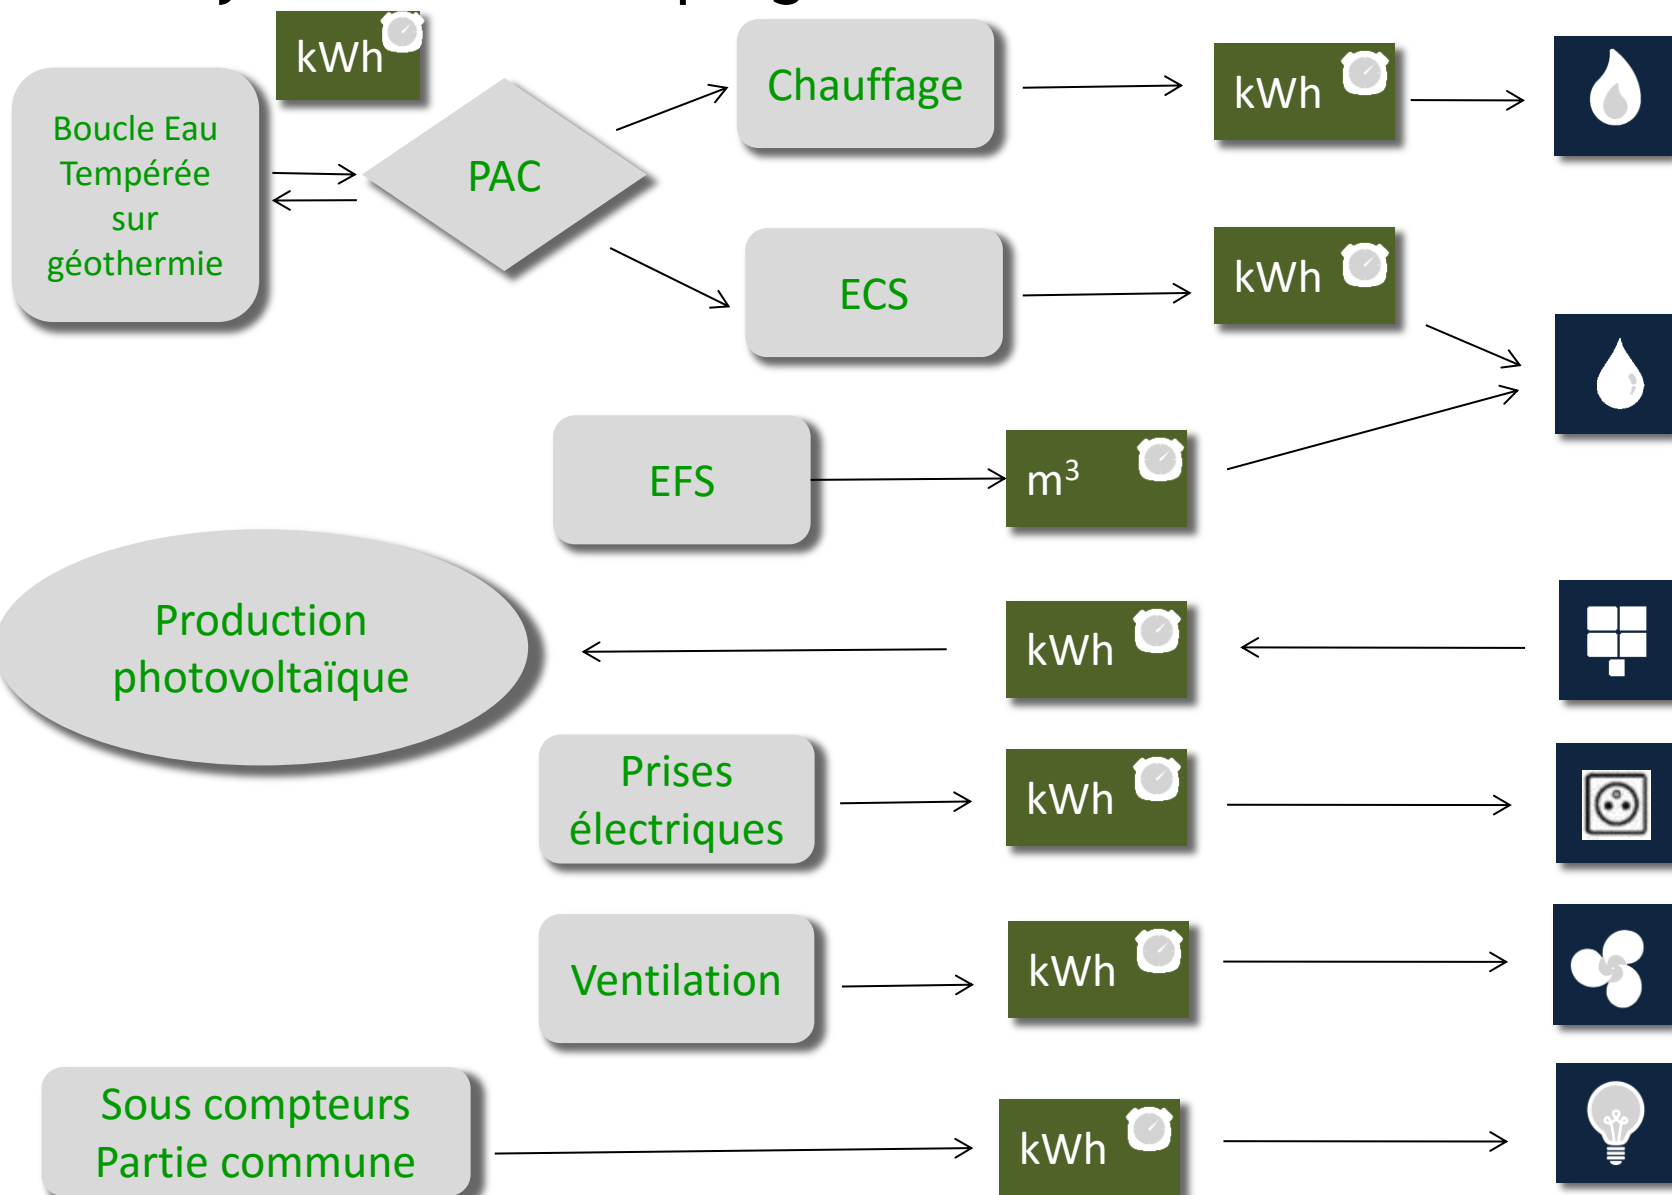 kWh
Chauffage
kWh
Boucle Eau
Tempérée
sur
géothermie
PAC
ECS
kWh
EFS
m³
Production
photovoltaïque
kWh
Prises
électriques
kWh
Ventilation
kWh
Sous compteurs
Partie commune
kWh